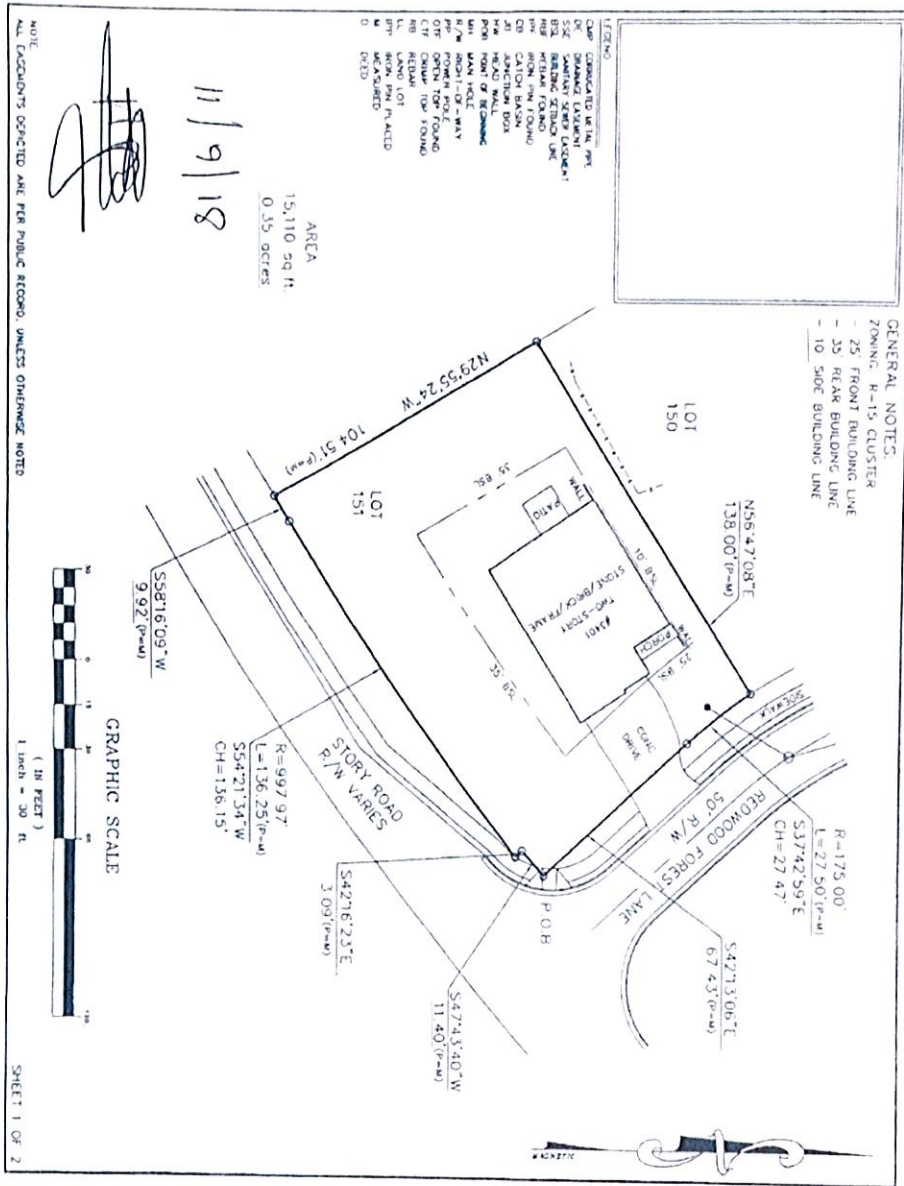 LEGEND
CMP CORRUGATED METAL PIPE
DE DRAINAGE EASEMENT
SSE SANITARY SEWER EASEMENT
BSL BUILDING SETBACK LINE
RBF REBAR FOUND
IPF IRON PIN FOUND
CB CATCH BASIN
JB JUNCTION BOX
HW HEAD WALL
POB POINT OF BEGINNING
MH MAN HOLE
R/W RIGHT-OF-WAY
PP POWER POLE
OTF OPEN TOP FOUND
CTF CRIMP TOP FOUND
RB REBAR
LL LAND LOT
IPP IRON PIN PLACED
M MEASURED
D DEED
GENERAL NOTES:
ZONING R-15 CLUSTER
- 25' FRONT BUILDING LINE
- 35' REAR BUILDING LINE
- 10' SIDE BUILDING LINE
LOT
150
N56°47'08"E
138.00' (P=M)
R=175.00'
L=27.50' (P=M)
S37°42'59"E
CH=27.47'
S42°13'06"E
67.43' (P=M)
SIDEWALK
REDWOOD FOREST LANE
50' R/W
CONC
DRIVE
WALL
PATIO
10' BSL
35' BSL
#3401
TWO-STORY
STONE/BRICK/FRAME
PORCH
25' BSL
35' BSL
N29°55'24"W 104.51' (P=M)
LOT
151
P.O.B
S47°43'40"W
11.40' (P=M)
S42°16'23"E
3.09' (P=M)
STORY ROAD
R/W VARIES
R=997.97'
L=136.25' (P=M)
S54°21'34"W
CH=136.15'
S58°16'09"W
9.92' (P=M)
AREA
15,110 sq ft.
0.35 acres
11/9/18
GRAPHIC SCALE
( IN FEET )
1 inch = 30 ft.
MAGNETIC
NOTE
ALL EASEMENTS DEPICTED ARE PER PUBLIC RECORD, UNLESS OTHERWISE NOTED
SHEET 1 OF 2